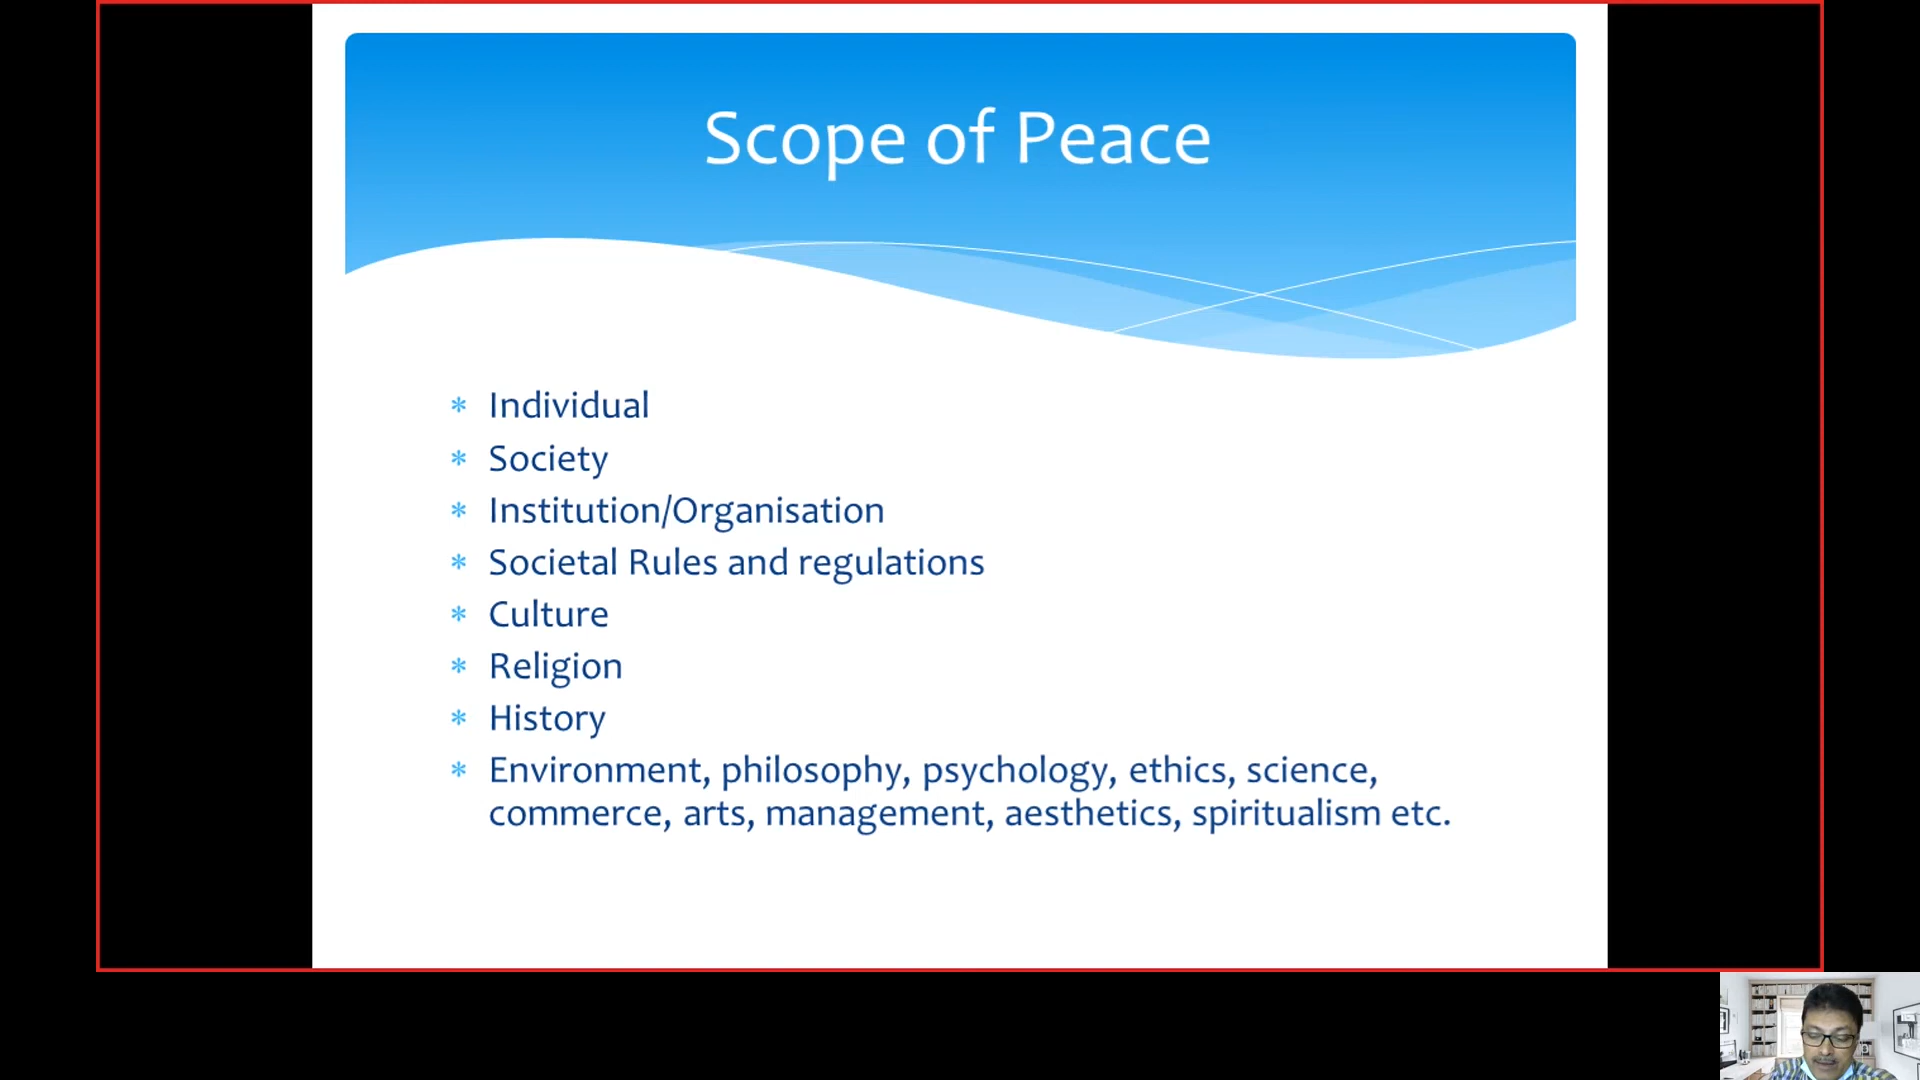 Scope of Peace
* Individual
* Society
* Institution/Organisation
* Societal Rules and regulations
* Culture
* Religion
* History
* Environment, philosophy, psychology, ethics, science,
commerce, arts, management, aesthetics, spiritualism etc.